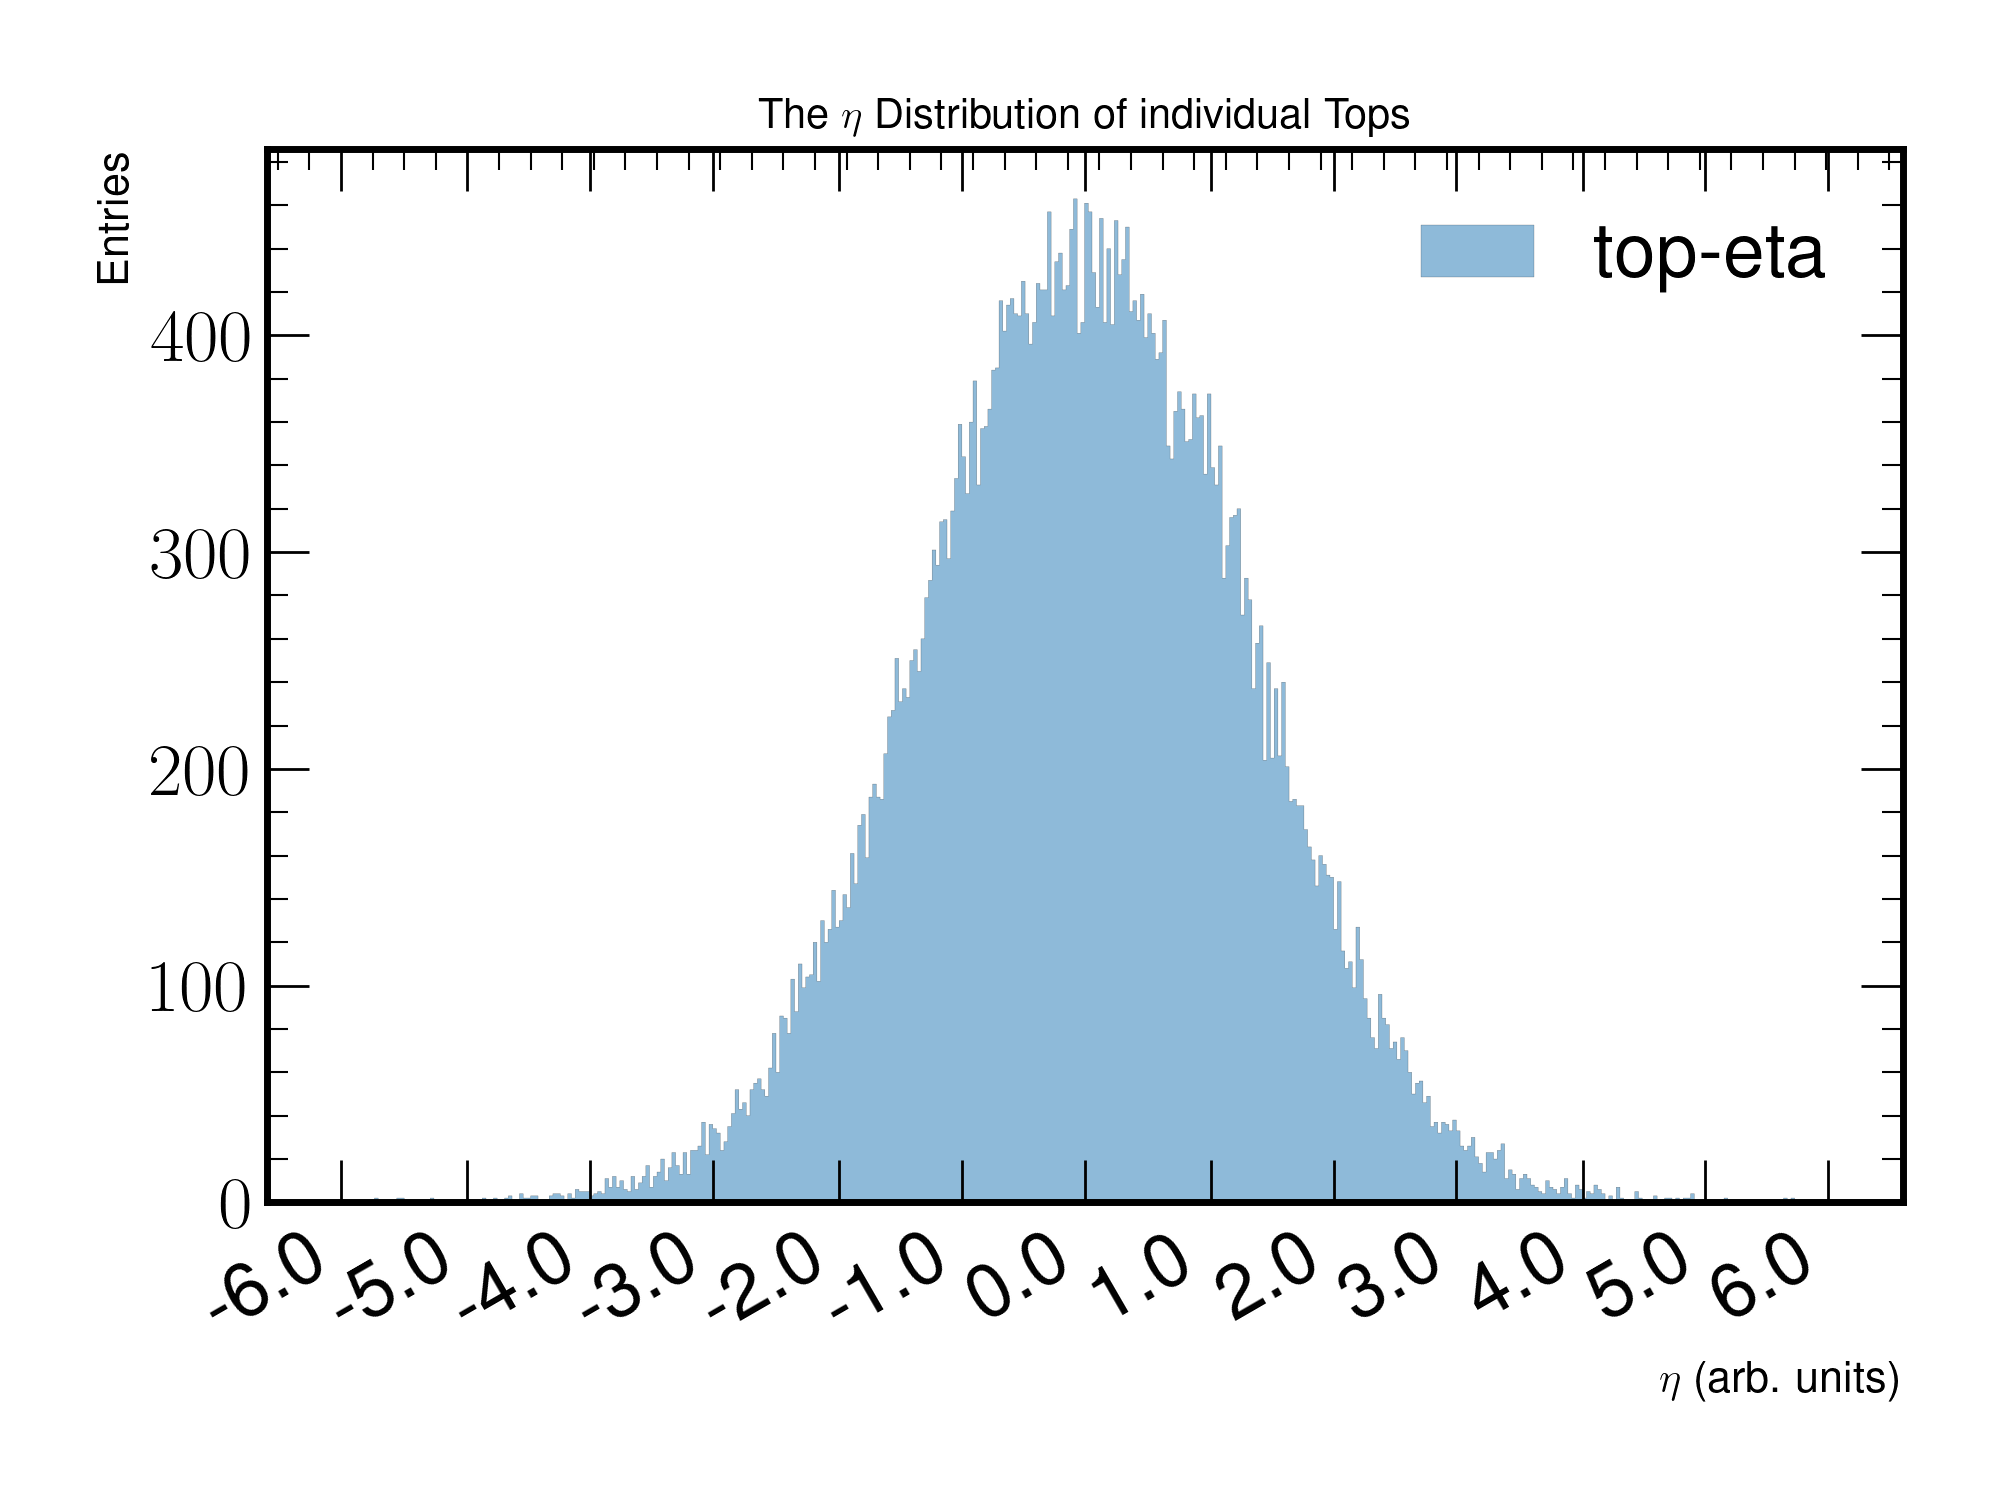 The η Distribution of individual Tops
Entries
top-eta
400
300
200
100
0
-6.0 -5.0 -4.0 -3.0 -2.0 -1.0 0.0 1.0 2.0 3.0 4.0 5.0 6.0
η (arb. units)